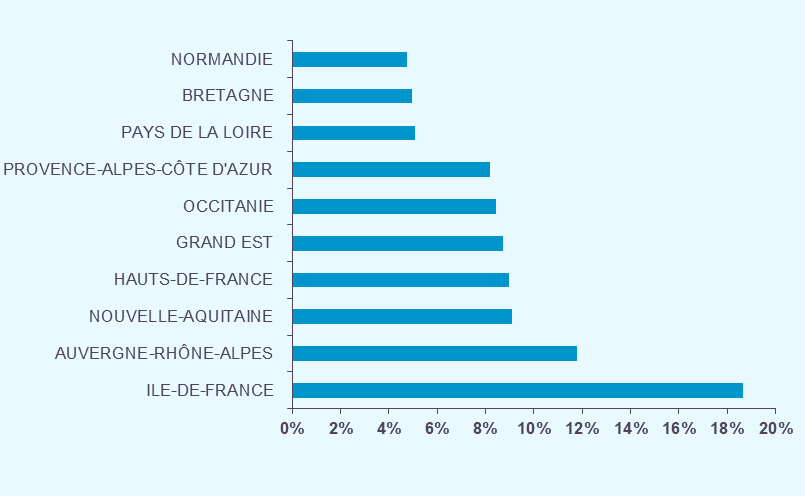 NORMANDIE
BRETAGNE
PAYS DE LA LOIRE
PROVENCE-ALPES-CÔTE D'AZUR
OCCITANIE
GRAND EST
HAUTS-DE-FRANCE
NOUVELLE-AQUITAINE
AUVERGNE-RHÔNE-ALPES
ILE-DE-FRANCE
0% 2% 4% 6% 8% 10% 12% 14% 16% 18% 20%